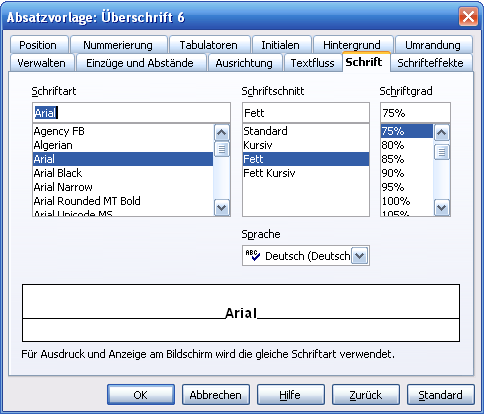 Absatzvorlage: Überschrift 6
Position Nummerierung Tabulatoren Initialen Hintergrund Umrandung
Verwalten Einzüge und Abstände Ausrichtung Textfluss Schrift Schrifteffekte
Schriftart Schriftschnitt Schriftgrad
Arial Fett 75%
Agency FB Standard 75%
Algerian Kursiv 80%
Arial Fett 85%
Arial Black Fett Kursiv 90%
Arial Narrow 95%
Arial Rounded MT Bold 100%
Arial Unicode MS 105%
Sprache
ABC Deutsch (Deutsch
Arial
Für Ausdruck und Anzeige am Bildschirm wird die gleiche Schriftart verwendet.
OK Abbrechen Hilfe Zurück Standard